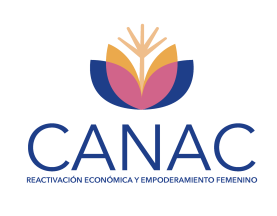 CANAC
REACTIVACIÓN ECONÓMICA Y EMPODERAMIENTO FEMENINO